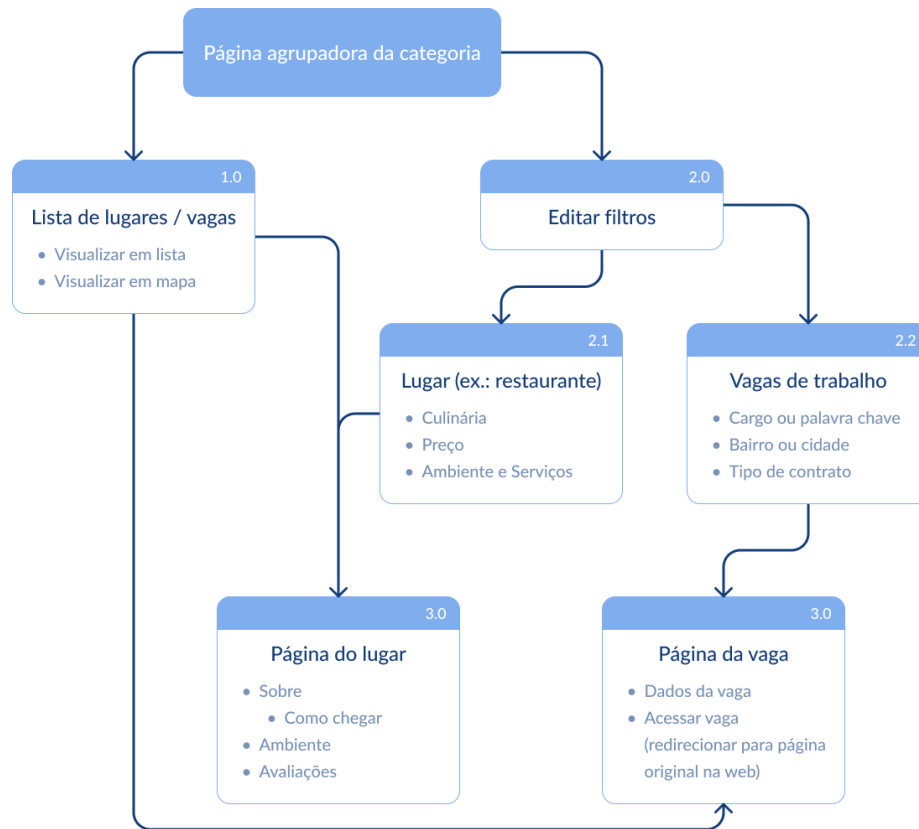 Página agrupadora da categoria
1.0
Lista de lugares / vagas
• Visualizar em lista
• Visualizar em mapa
2.0
Editar filtros
2.1
Lugar (ex.: restaurante)
• Culinária
• Preço
• Ambiente e Serviços
2.2
Vagas de trabalho
• Cargo ou palavra chave
• Bairro ou cidade
• Tipo de contrato
3.0
Página do lugar
• Sobre
• Como chegar
• Ambiente
• Avaliações
3.0
Página da vaga
• Dados da vaga
• Acessar vaga
(redirecionar para página
original na web)